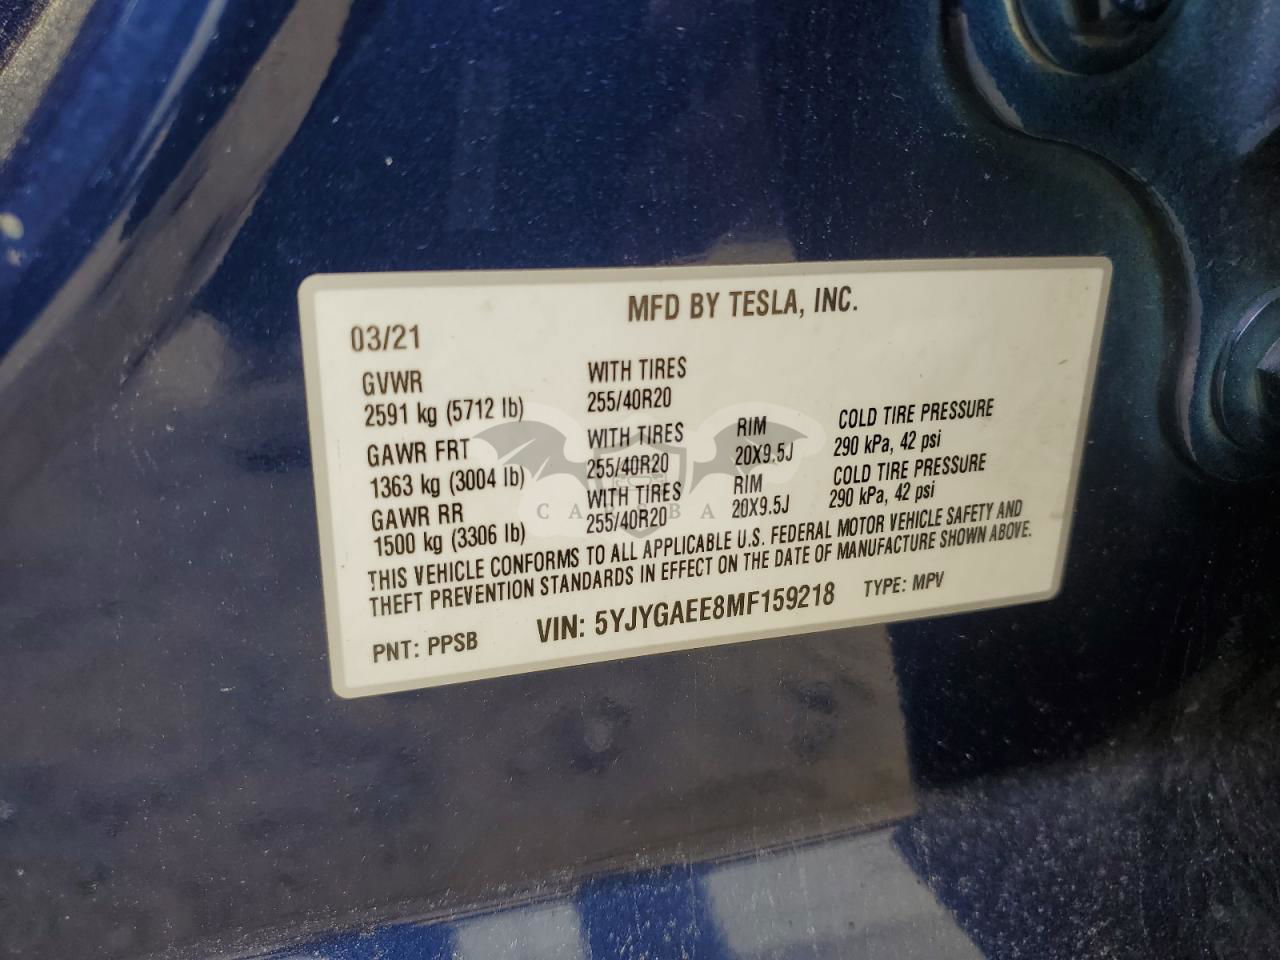 MFD BY TESLA, INC.
03/21
GVWR WITH TIRES
2591 kg (5712 lb) 255/40R20
GAWR FRT WITH TIRES RIM COLD TIRE PRESSURE
1363 kg (3004 lb) 255/40R20 20X9.5J 290 kPa, 42 psi
GAWR RR WITH TIRES RIM COLD TIRE PRESSURE
1500 kg (3306 lb) 255/40R20 20X9.5J 290 kPa, 42 psi
THIS VEHICLE CONFORMS TO ALL APPLICABLE U.S. FEDERAL MOTOR VEHICLE SAFETY AND
THEFT PREVENTION STANDARDS IN EFFECT ON THE DATE OF MANUFACTURE SHOWN ABOVE.
PNT: PPSB VIN: 5YJYGAEE8MF159218 TYPE: MPV